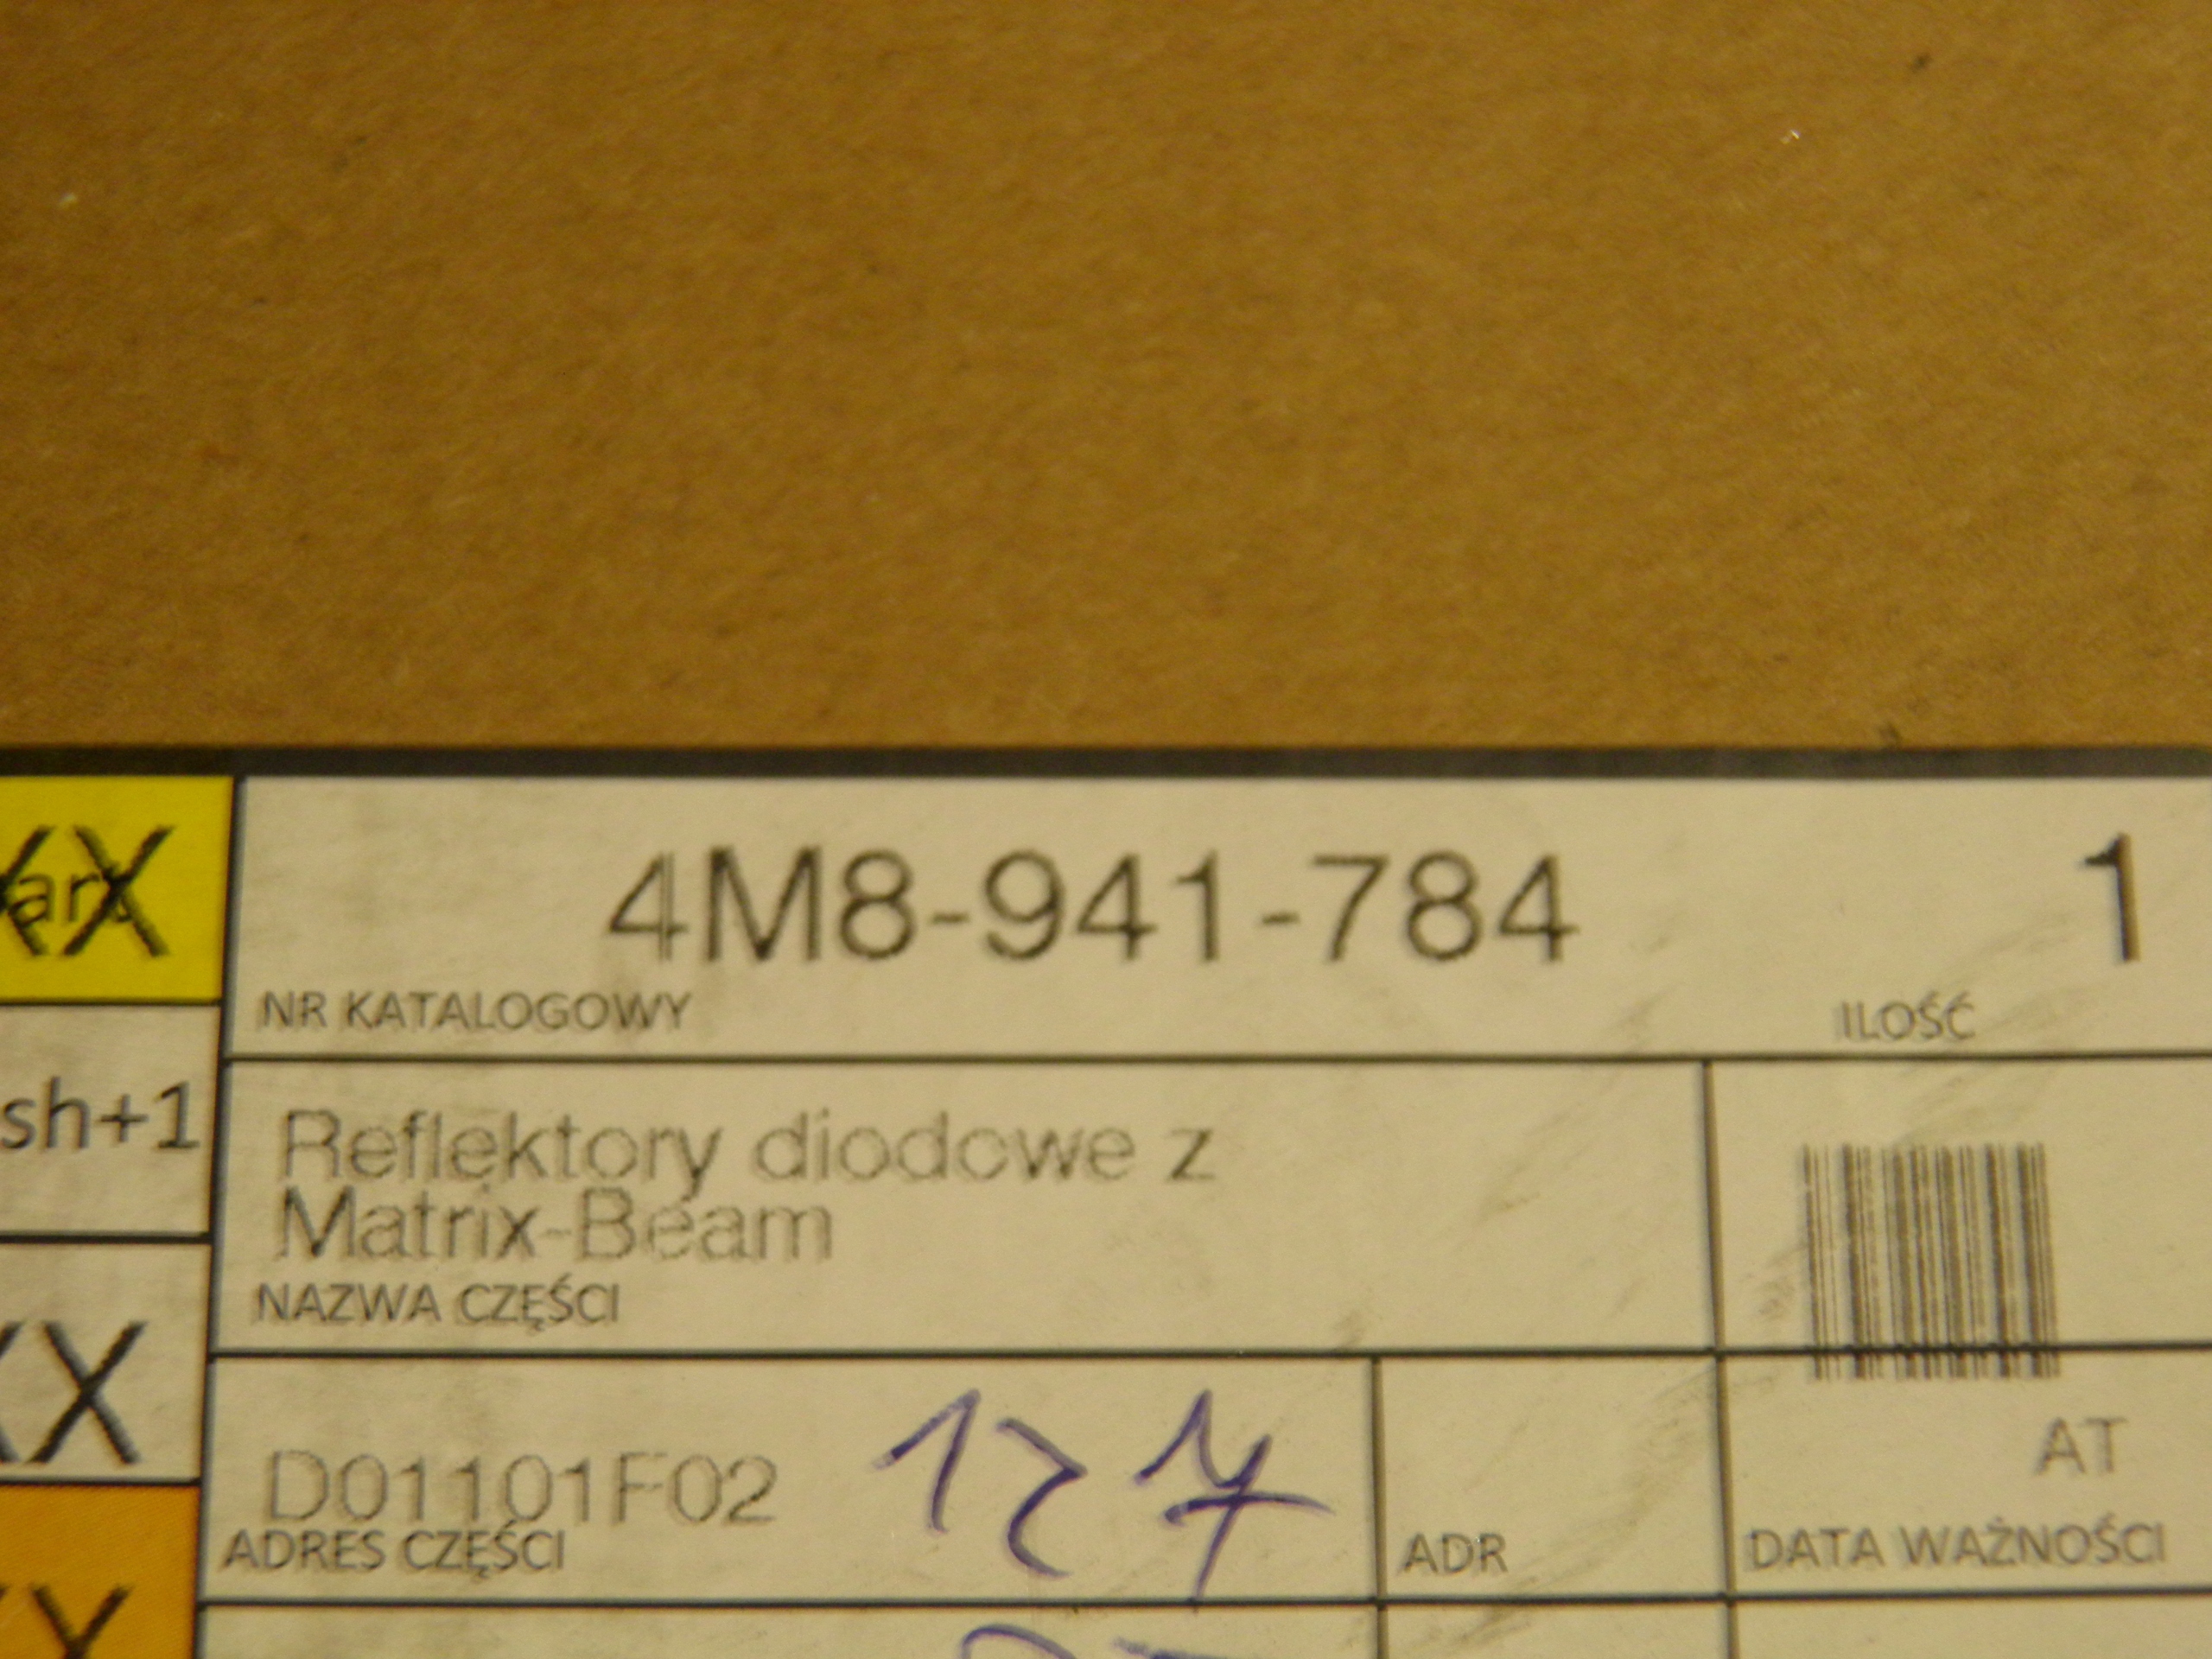 4M8-941-784 1
NR KATALOGOWY ILOŚĆ
sh+1
Reflektory diodowe z
Matrix-Beam
NAZWA CZĘŚCI
XX
127
D01101F02
AT
ADRES CZĘŚCI ADR DATA WAŻNOŚCI